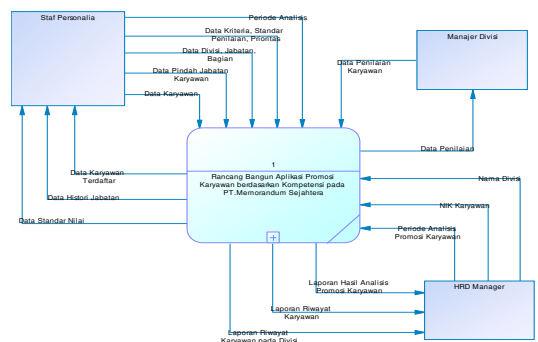 Staf Personalia
Periode Analisis
Data Kriteria, Standar
Penilaian, Prioritas
Data Divisi, Jabatan,
Bagian
Data Pindah Jabatan
Karyawan
Data Karyawan
Manajer Divisi
Data Penilaian
Karyawan
Data Penilaian
1
Rancang Bangun Aplikasi Promosi
Karyawan berdasarkan Kompetensi pada
PT.Memorandum Sejahtera
Data Karyawan
Terdaftar
Data Histori Jabatan
Data Standar Nilai
Nama Divisi
NIK Karyawan
Periode Analisis
Promosi Karyawan
HRD Manager
Laporan Hasil Analisis
Promosi Karyawan
Laporan Riwayat
Karyawan
Laporan Riwayat
Karyawan pada Divisi